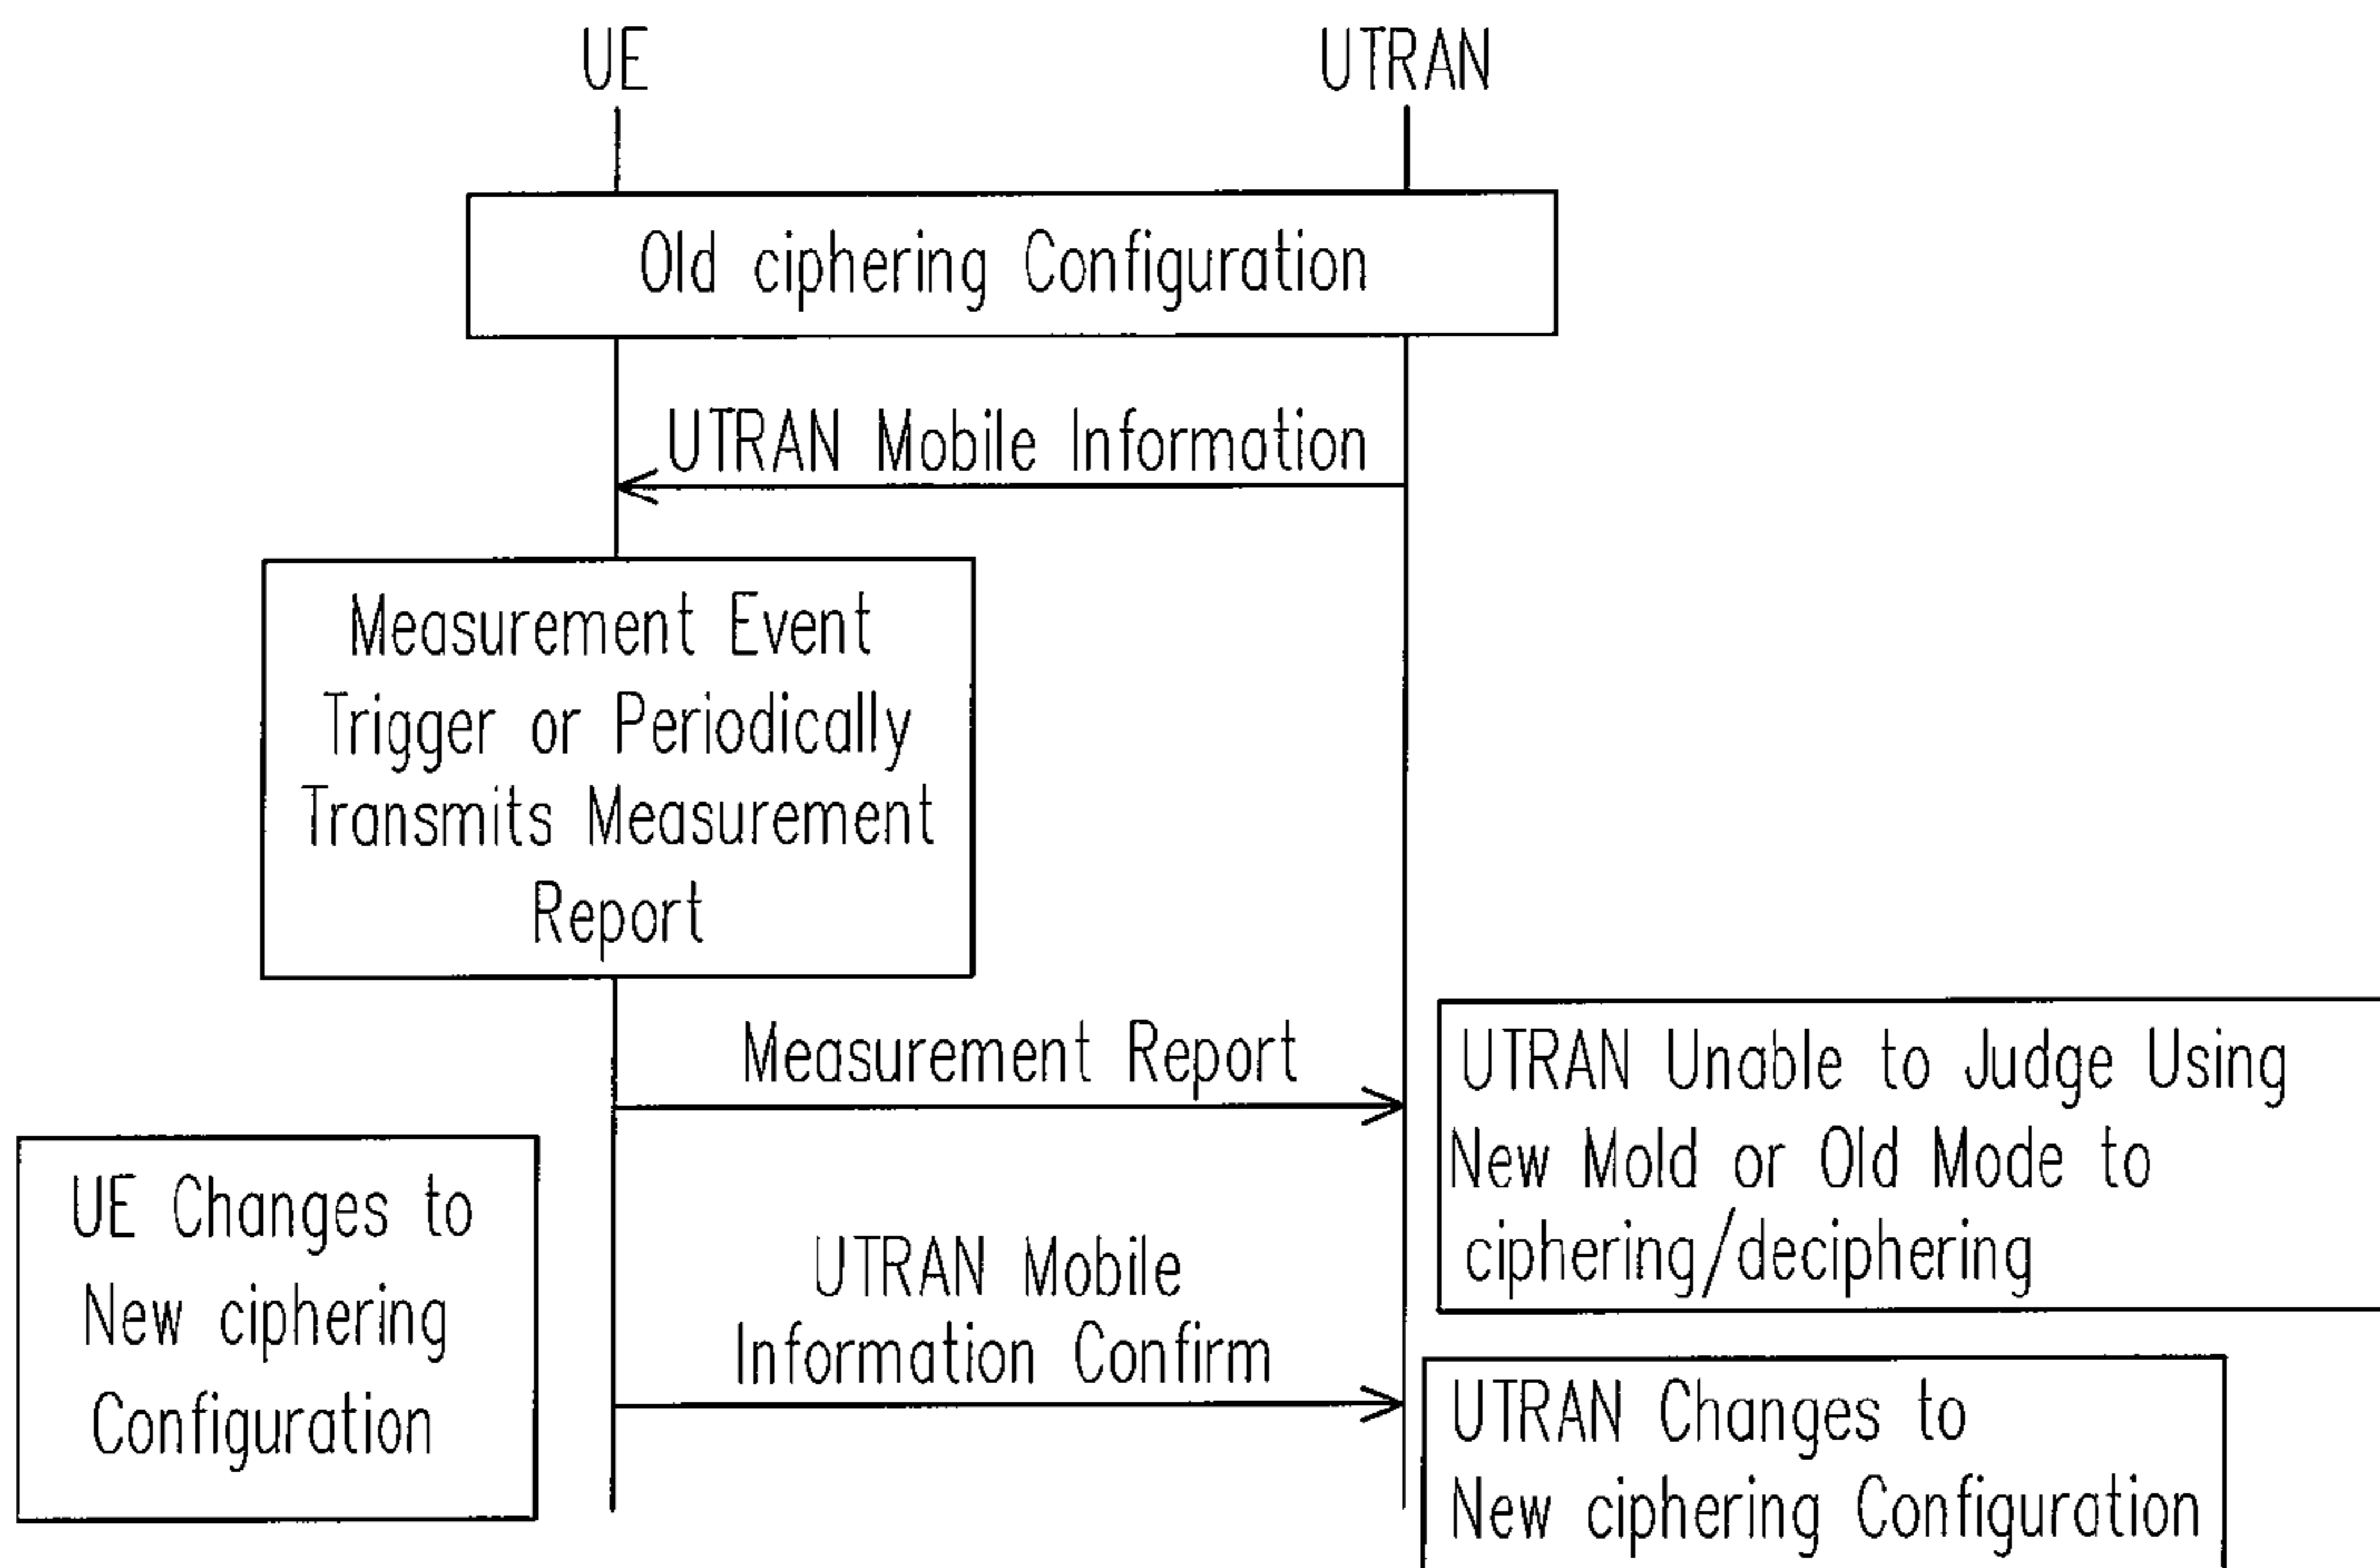 UE
UTRAN
Old ciphering Configuration
UTRAN Mobile Information
Measurement Event
Trigger or Periodically
Transmits Measurement
Report
Measurement Report
UTRAN Unable to Judge Using
New Mold or Old Mode to
ciphering/deciphering
UE Changes to
New ciphering
Configuration
UTRAN Mobile
Information Confirm
UTRAN Changes to
New ciphering Configuration